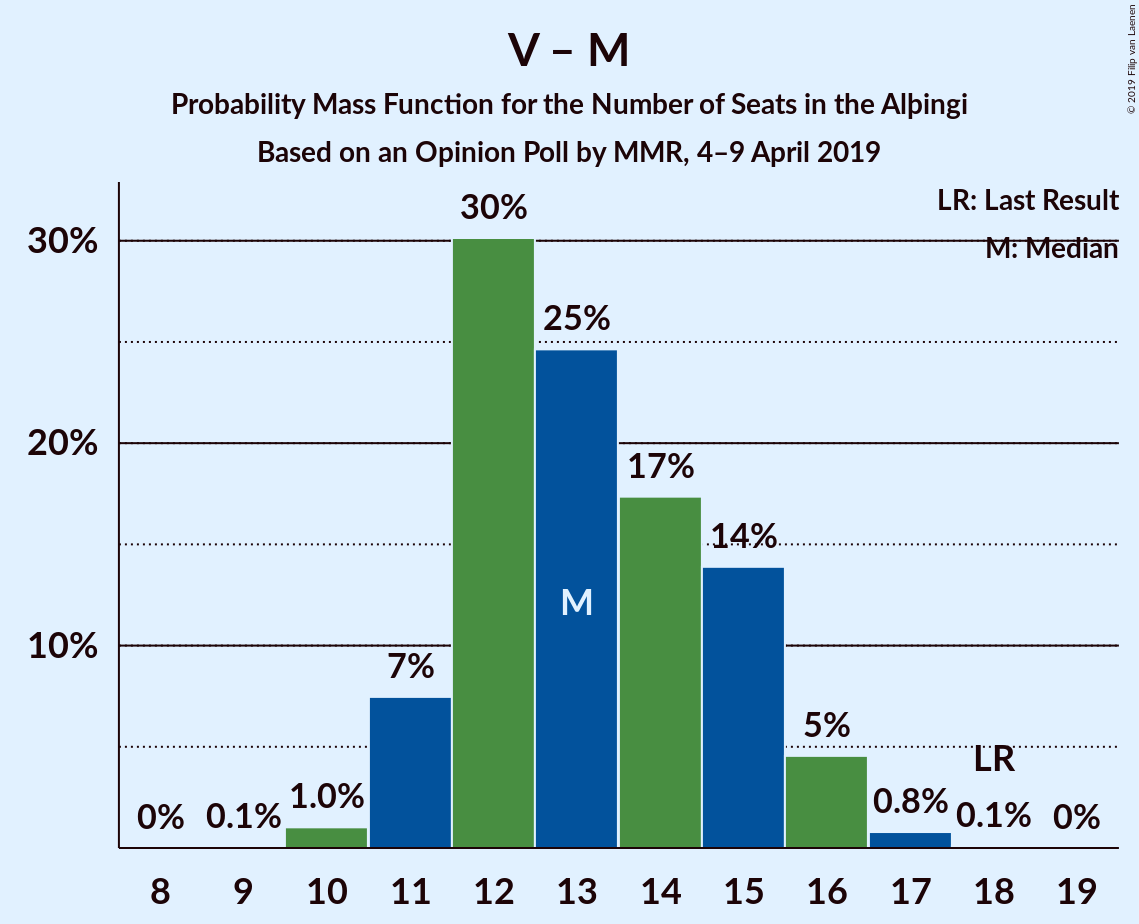 V – M
Probability Mass Function for the Number of Seats in the Alþingi
Based on an Opinion Poll by MMR, 4–9 April 2019
© 2019 Filip van Laenen
LR: Last Result
M: Median
30%
20%
10%
0%
0.1%
1.0%
7%
30%
25%
17%
14%
5%
0.8%
0.1%
0%
M
LR
8 9 10 11 12 13 14 15 16 17 18 19